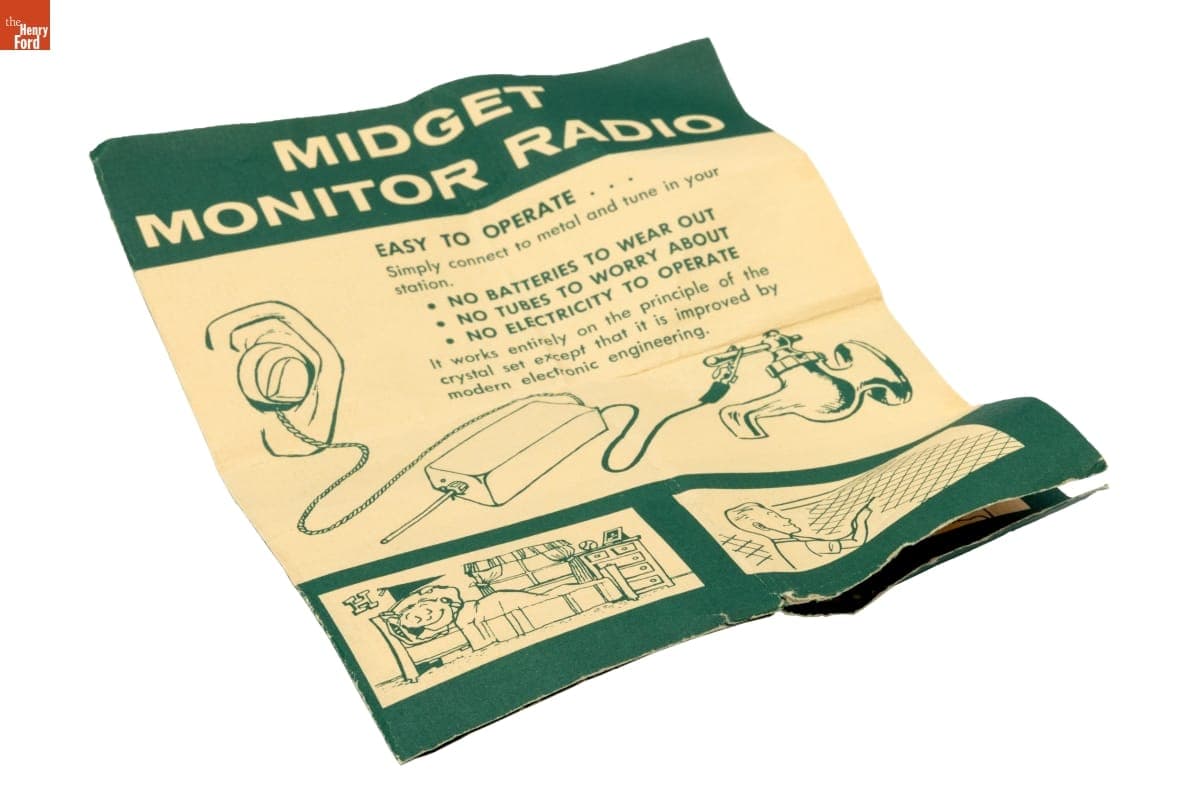 the
Henry
Ford
MIDGET
MONITOR RADIO
EASY TO OPERATE . . .
Simply connect to metal and tune in your
station.
• NO BATTERIES TO WEAR OUT
• NO TUBES TO WORRY ABOUT
• NO ELECTRICITY TO OPERATE
It works entirely on the principle of the
crystal set except that it is improved by
modern electronic engineering.
H